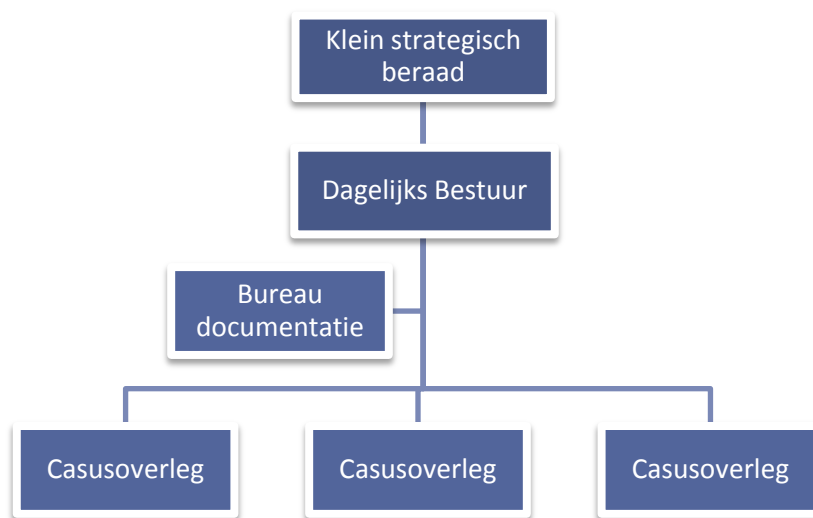 Klein strategisch
beraad
Dagelijks Bestuur
Bureau
documentatie
Casusoverleg
Casusoverleg
Casusoverleg